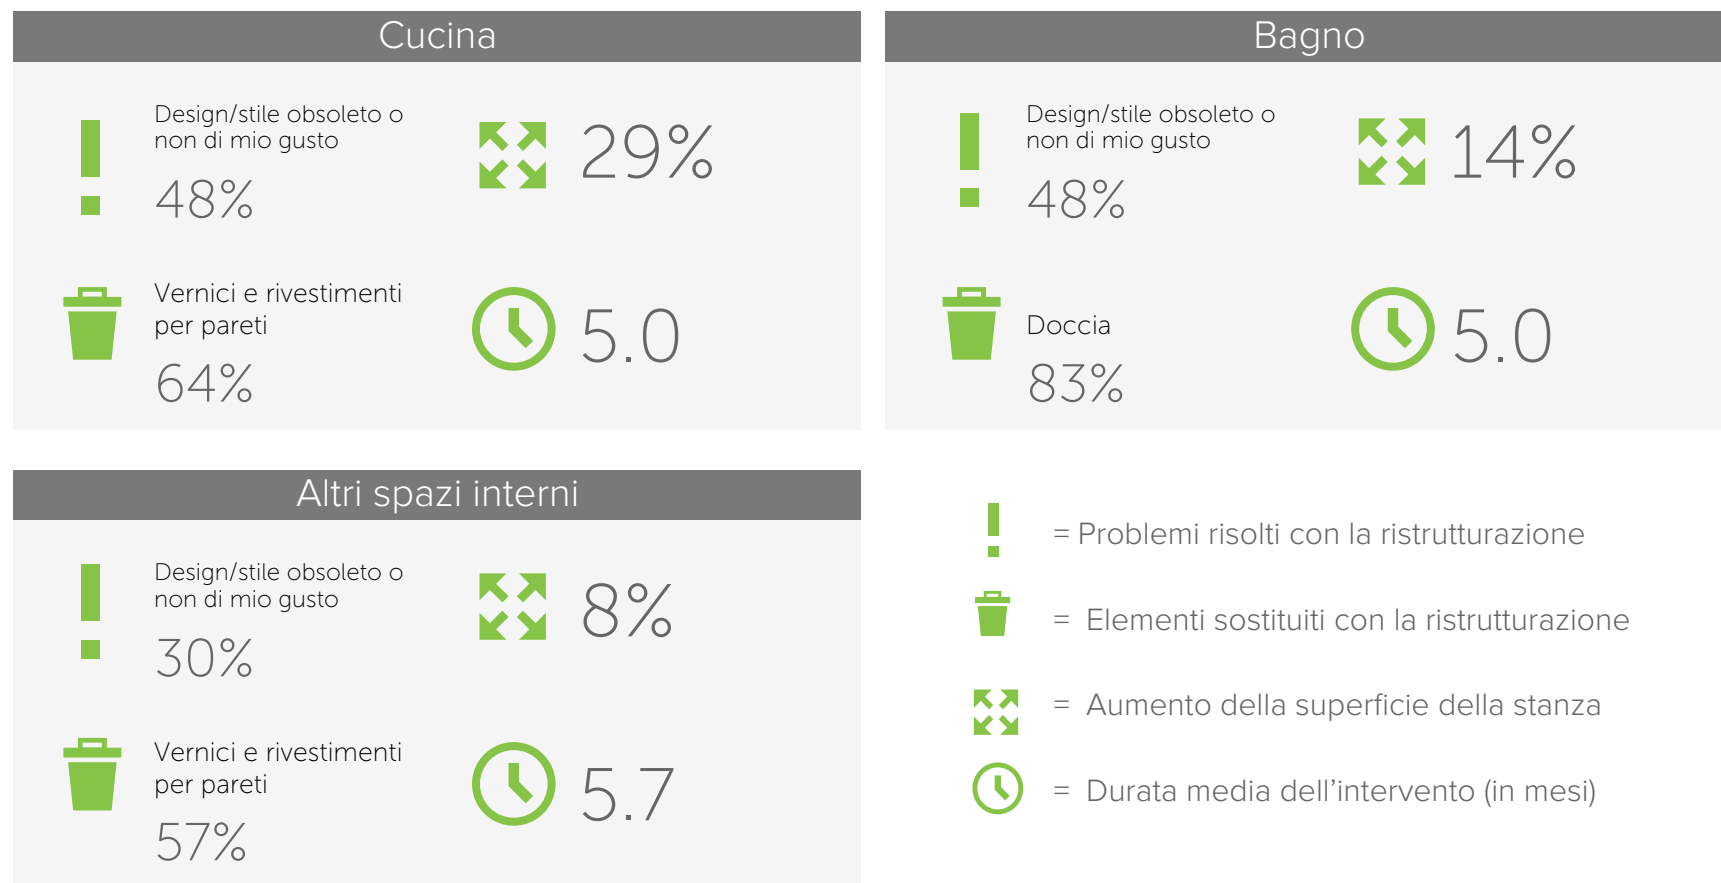 Cucina
Design/stile obsoleto o
non di mio gusto
48%
29%
Vernici e rivestimenti
per pareti
64%
5.0
Bagno
Design/stile obsoleto o
non di mio gusto
48%
14%
Doccia
83%
5.0
Altri spazi interni
Design/stile obsoleto o
non di mio gusto
30%
8%
Vernici e rivestimenti
per pareti
57%
5.7
= Problemi risolti con la ristrutturazione
= Elementi sostituiti con la ristrutturazione
= Aumento della superficie della stanza
= Durata media dell’intervento (in mesi)